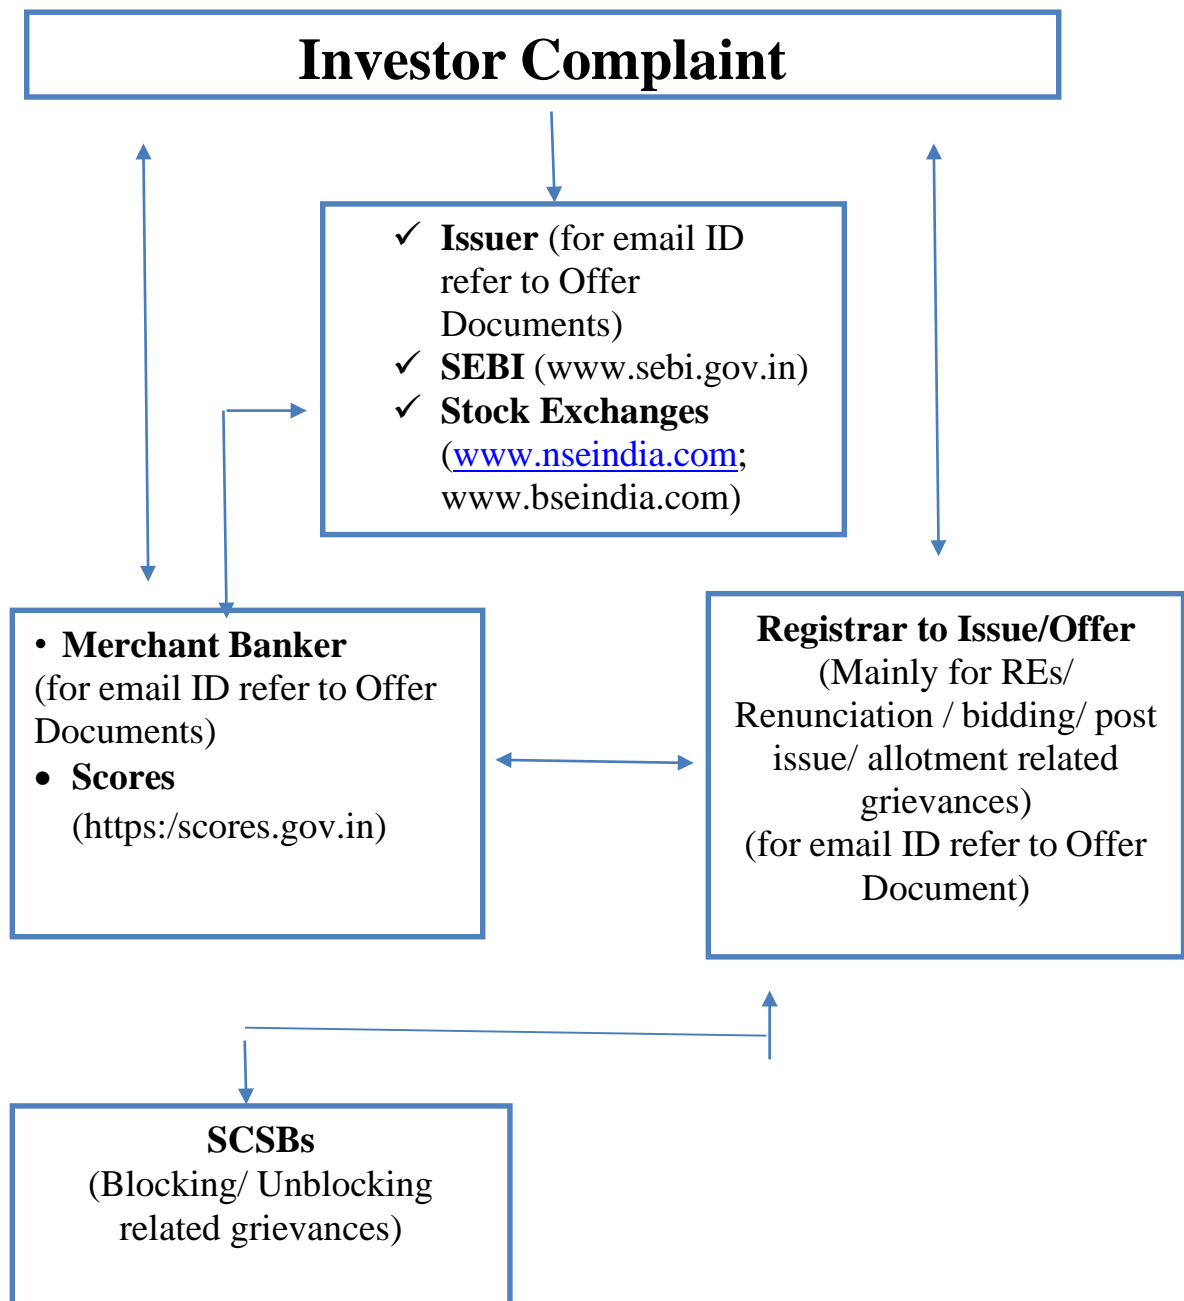 Investor Complaint
✓ Issuer (for email ID
refer to Offer
Documents)
✓ SEBI (www.sebi.gov.in)
✓ Stock Exchanges
(www.nseindia.com;
www.bseindia.com)
• Merchant Banker
(for email ID refer to Offer
Documents)
• Scores
(https:/scores.gov.in)
Registrar to Issue/Offer
(Mainly for REs/
Renunciation / bidding/ post
issue/ allotment related
grievances)
(for email ID refer to Offer
Document)
SCSBs
(Blocking/ Unblocking
related grievances)